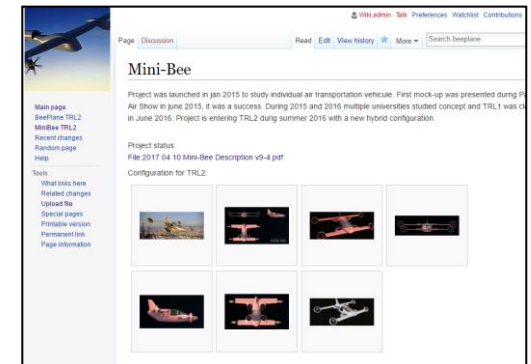 Wiki.admin Talk Preferences Watchlist Contributions
Page Discussion Read Edit View history More Search beeplane
Mini-Bee
Project was launched in jan 2015 to study individual air transportation vehicule. First mock-up was presented durng
Air Show in june 2015, it was a success. During 2015 and 2016 multiple universities studied concept and TRL1 was
in June 2016. Project is entering TRL2 durig summer 2016 with a new hybrid configuration.
Project status:
File:2017 04 10 Mini-Bee Description v9-4.pdf
Configuration for TRL2.
Main page
BeePlane TRL2
MiniBee TRL2
Recent changes
Random page
Help
Tools
What links here
Related changes
Upload file
Special pages
Printable version
Permanent link
Page information